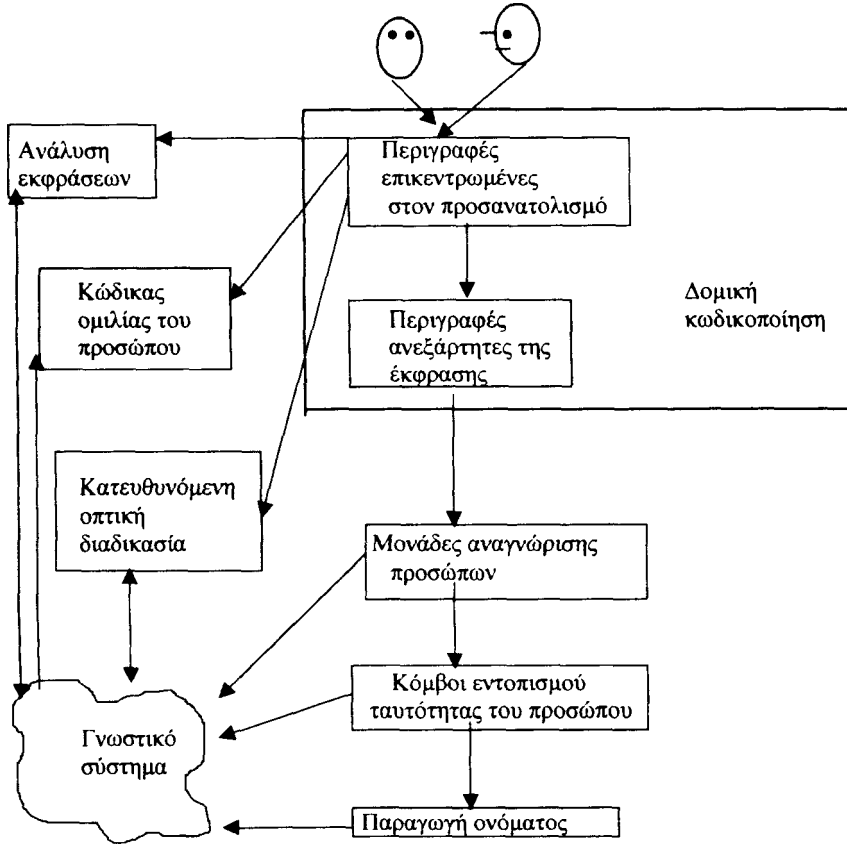 Ανάλυση
εκφράσεων
Περιγραφές
επικεντρωμένες
στον προσανατολισμό
Κώδικας
ομιλίας του
προσώπου
Περιγραφές
ανεξάρτητες της
έκφρασης
Δομική
κωδικοποίηση
Κατευθυνόμενη
οπτική
διαδικασία
Μονάδες αναγνώρισης
προσώπων
Κόμβοι εντοπισμού
ταυτότητας του προσώπου
Γνωστικό
σύστημα
Παραγωγή ονόματος